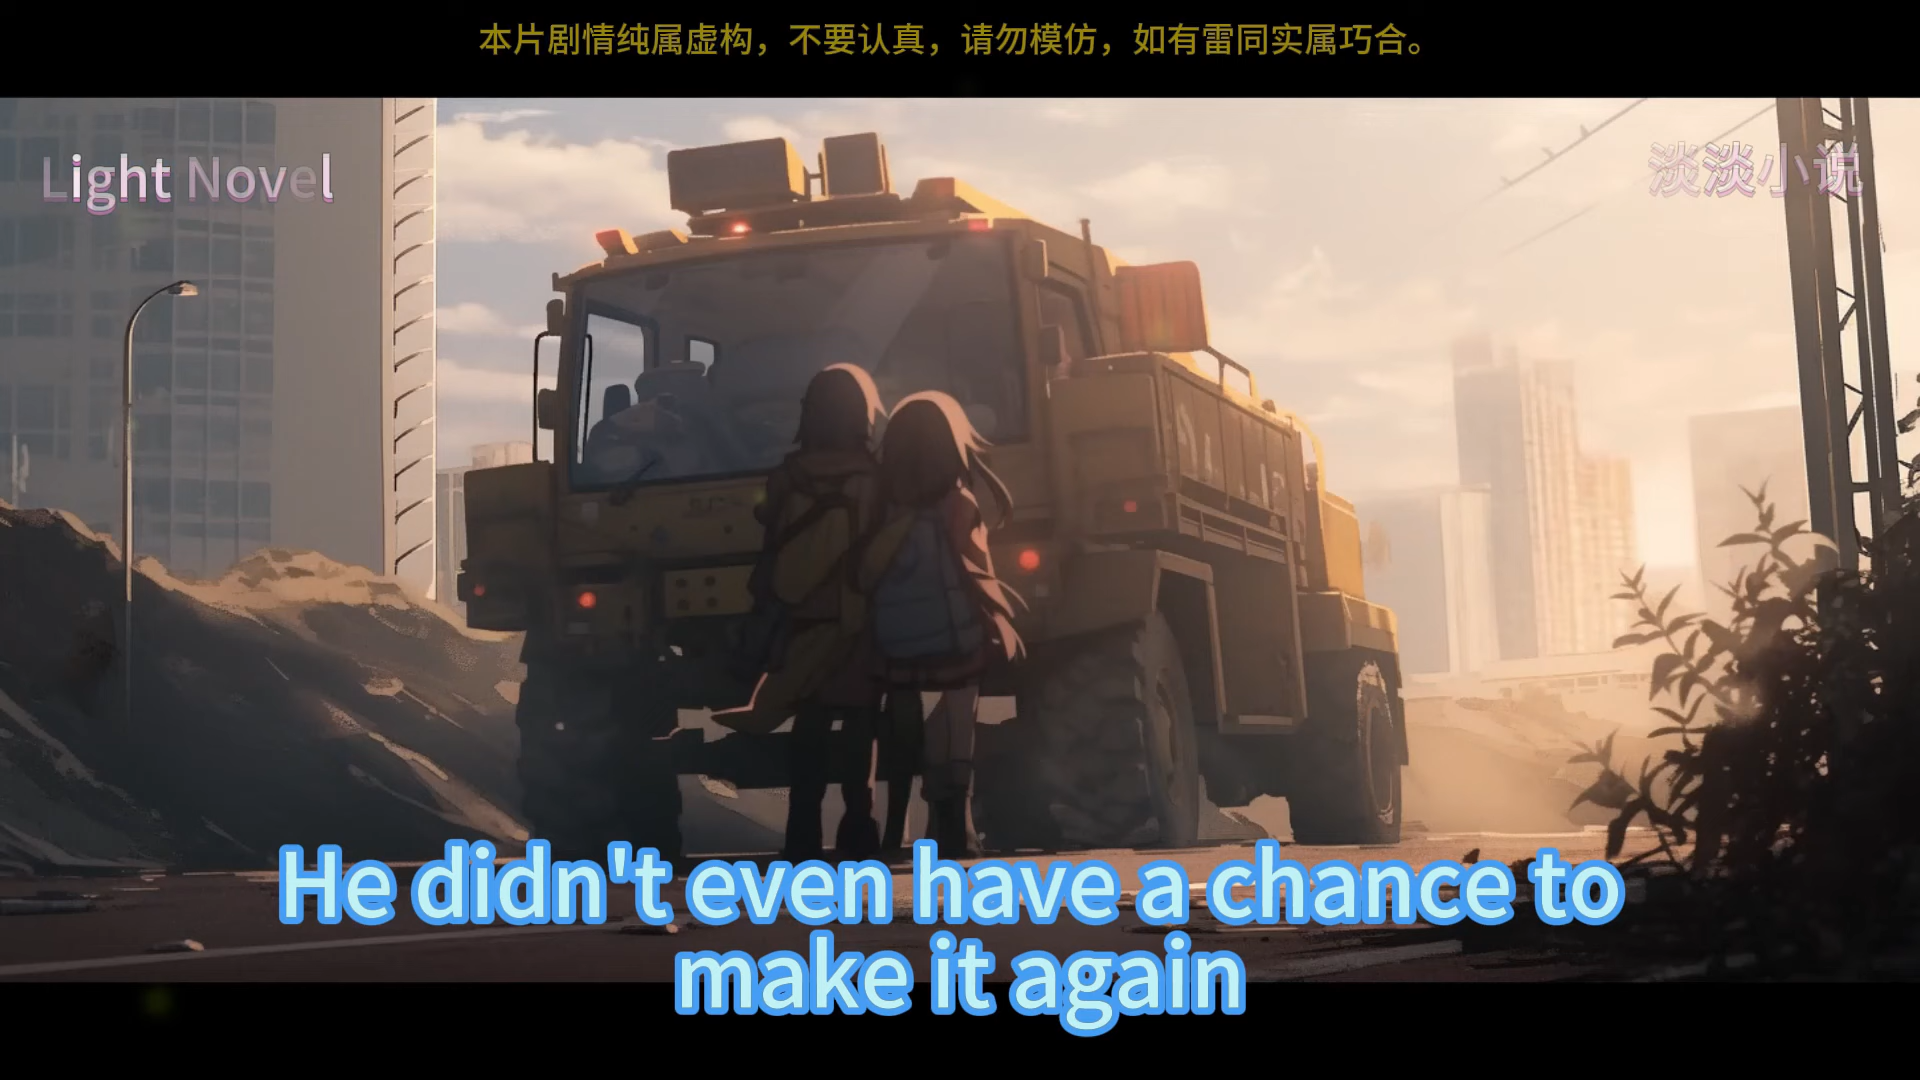 本片剧情纯属虚构，不要认真，请勿模仿，如有雷同实属巧合。
Light Novel
淡淡小说
He didn't even have a chance to
make it again